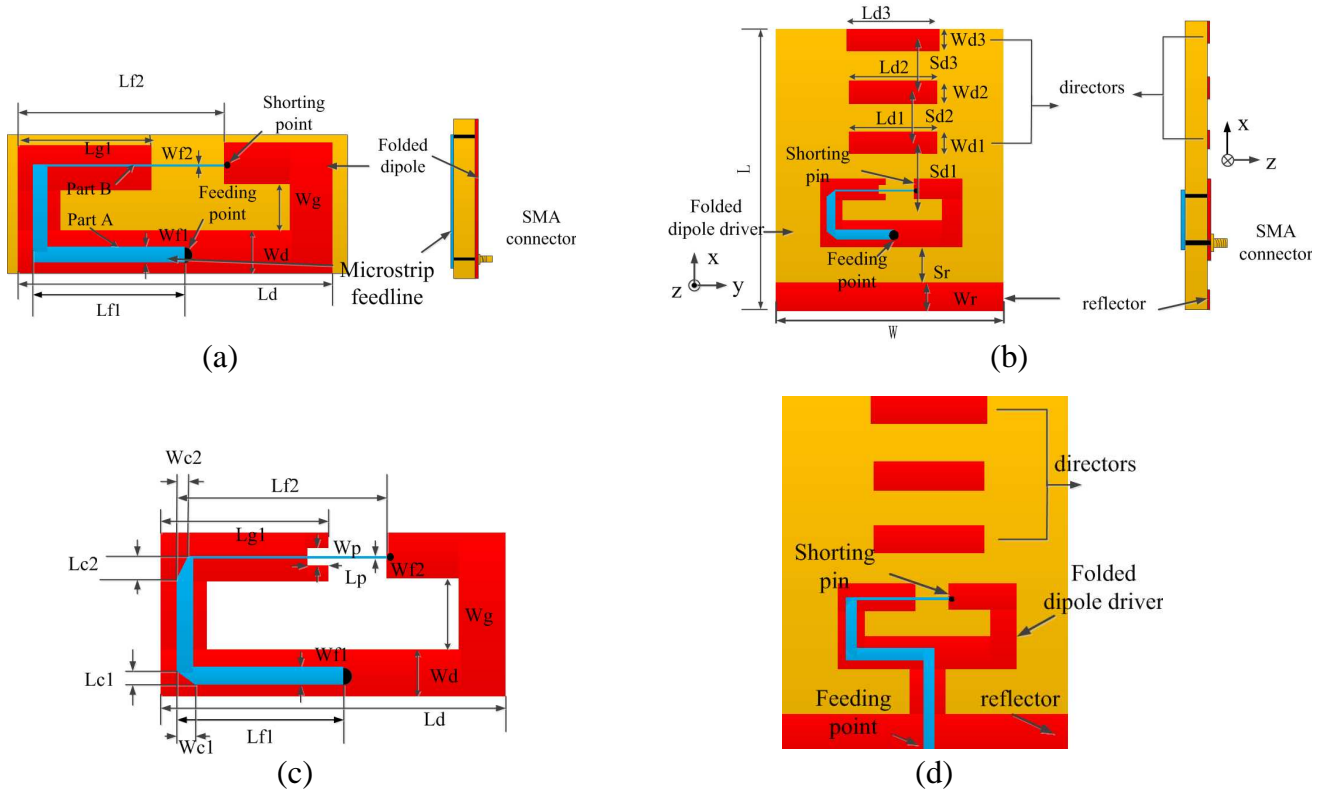 Lf2
Shorting
point
Lg1
Wf2
Part B
Folded
dipole
Feeding
point
Wg
Part A
Wf1
Wd
SMA
connector
Microstrip
feedline
Ld
Lf1
(a)
Ld3
Wd3
Sd3
Ld2
Wd2
directors
Sd2
Ld1
Wd1
x
z
Shorting
pin
Sd1
L
Folded
dipole driver
Feeding
point
SMA
connector
x
z
y
Sr
Wr
reflector
W
(b)
Wc2
Lf2
Lg1
Wp
Lc2
Lp
Wf2
Wg
Wf1
Wd
Lc1
Ld
Lf1
Wc1
(c)
directors
Shorting
pin
Folded
dipole driver
Feeding
point
reflector
(d)